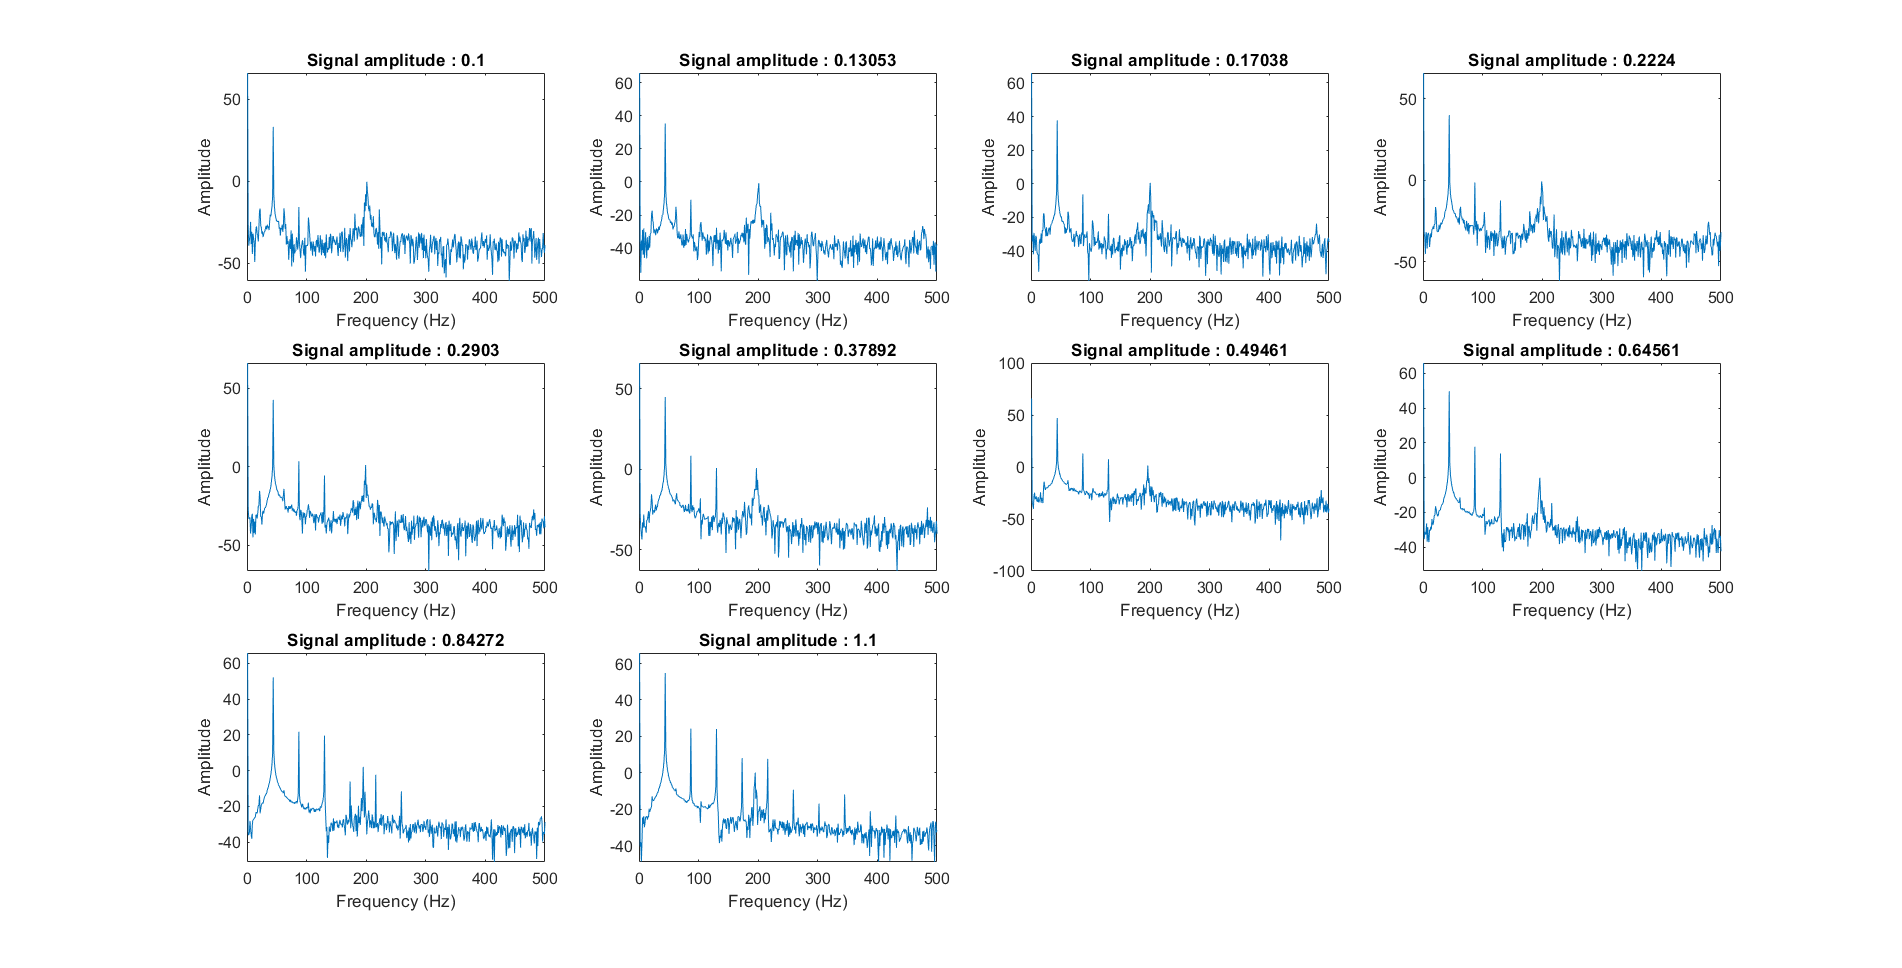 Signal amplitude : 0.1
50
0
-50
Amplitude
0 100 200 300 400 500
Frequency (Hz)
Signal amplitude : 0.13053
60
40
20
0
-20
-40
Amplitude
0 100 200 300 400 500
Frequency (Hz)
Signal amplitude : 0.17038
60
40
20
0
-20
-40
Amplitude
0 100 200 300 400 500
Frequency (Hz)
Signal amplitude : 0.2224
50
0
-50
Amplitude
0 100 200 300 400 500
Frequency (Hz)
Signal amplitude : 0.2903
50
0
-50
Amplitude
0 100 200 300 400 500
Frequency (Hz)
Signal amplitude : 0.37892
50
0
-50
Amplitude
0 100 200 300 400 500
Frequency (Hz)
Signal amplitude : 0.49461
100
50
0
-50
-100
Amplitude
0 100 200 300 400 500
Frequency (Hz)
Signal amplitude : 0.64561
60
40
20
0
-20
-40
Amplitude
0 100 200 300 400 500
Frequency (Hz)
Signal amplitude : 0.84272
60
40
20
0
-20
-40
Amplitude
0 100 200 300 400 500
Frequency (Hz)
Signal amplitude : 1.1
60
40
20
0
-20
-40
Amplitude
0 100 200 300 400 500
Frequency (Hz)